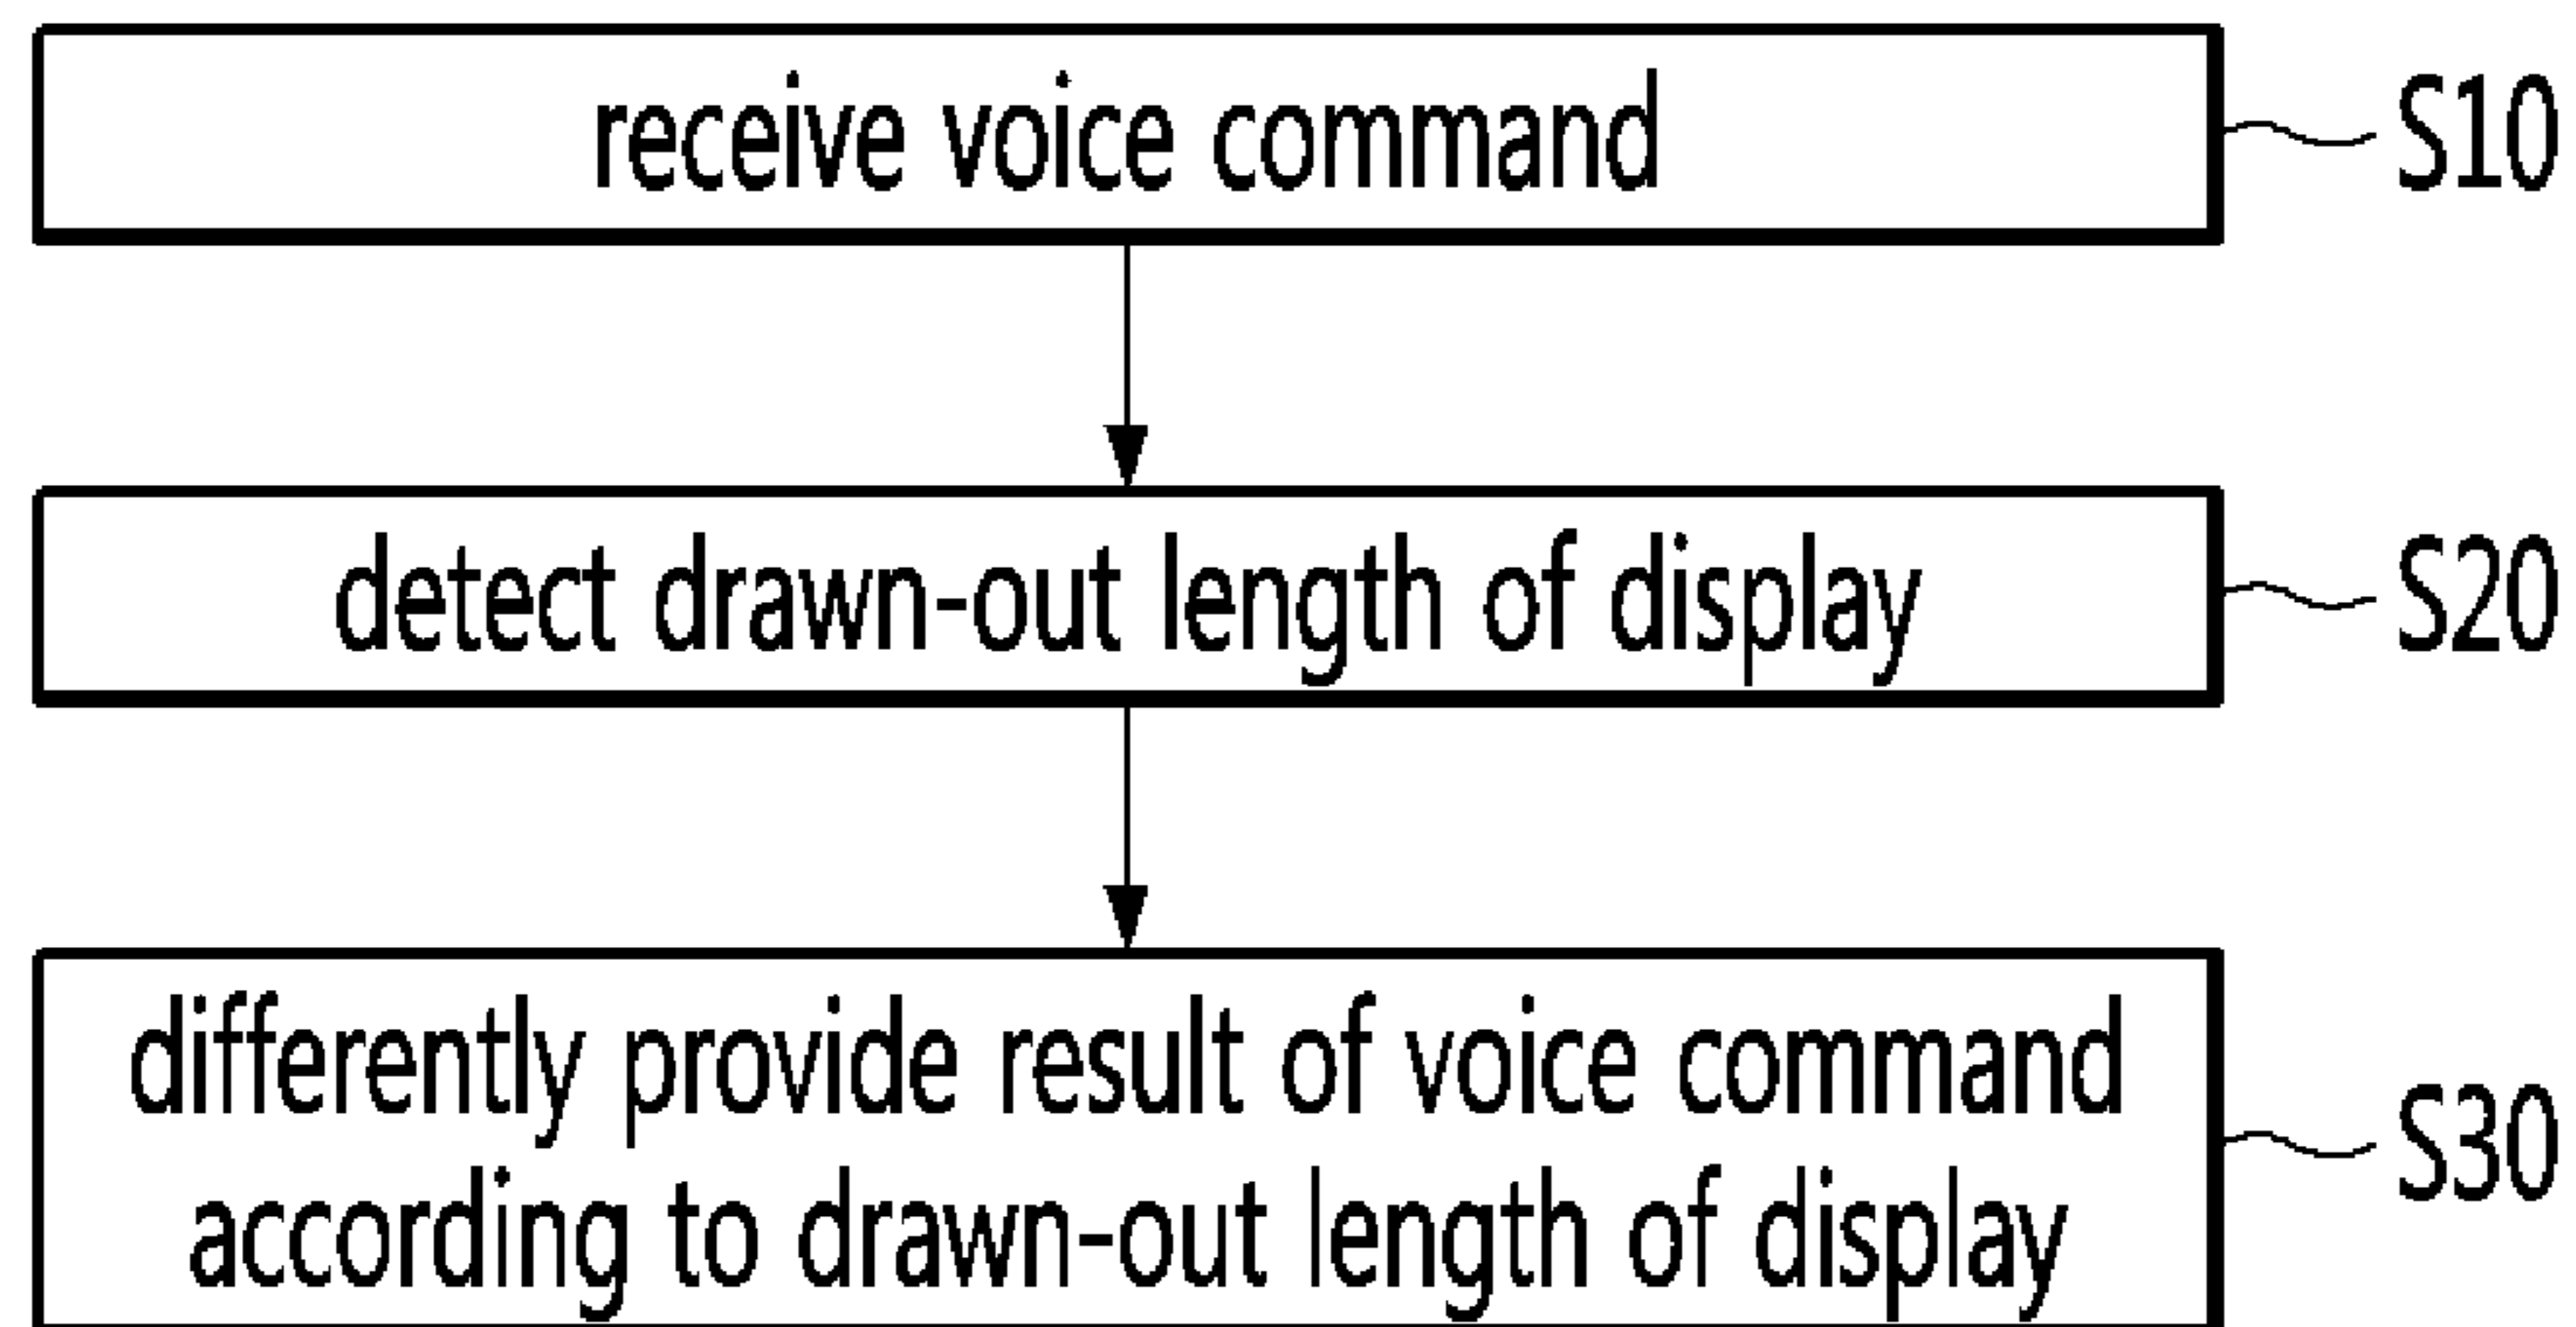 receive voice command
S10
detect drawn-out length of display
S20
differently provide result of voice command
according to drawn-out length of display
S30